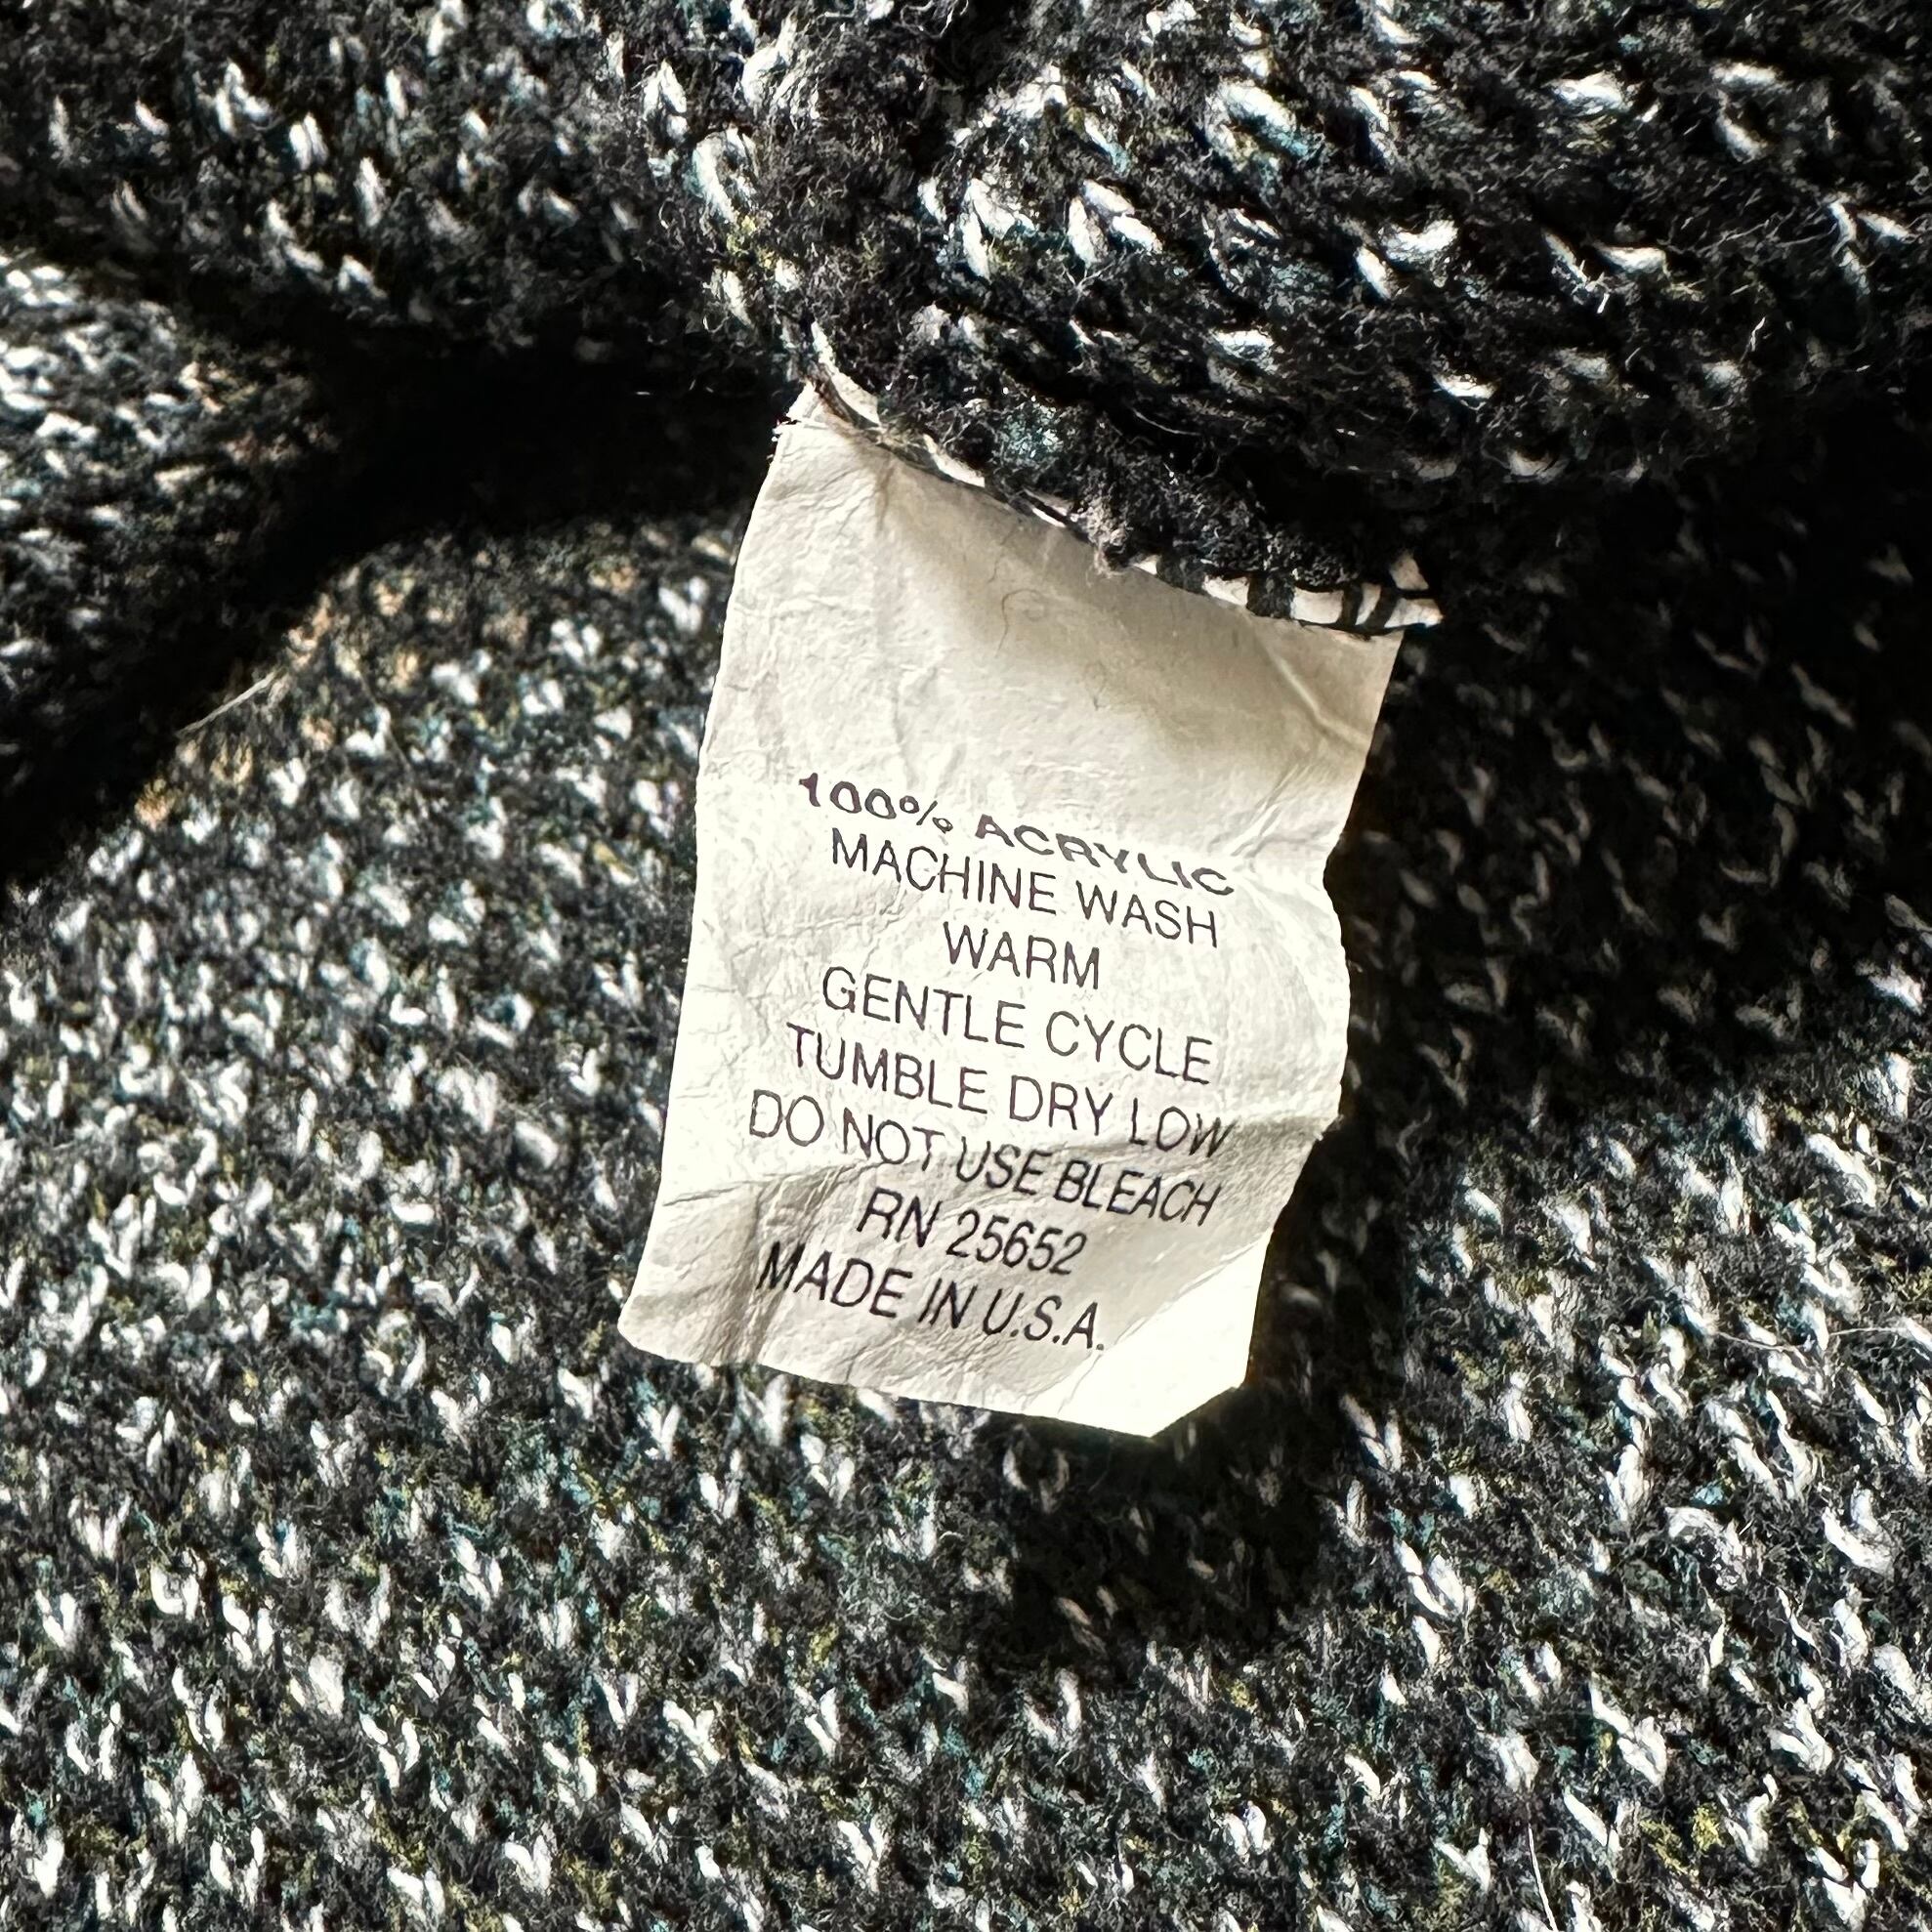 100% ACRYLIC
MACHINE WASH
WARM
GENTLE CYCLE
TUMBLE DRY LOW
DO NOT USE BLEACH
RN 25652
MADE IN U.S.A.